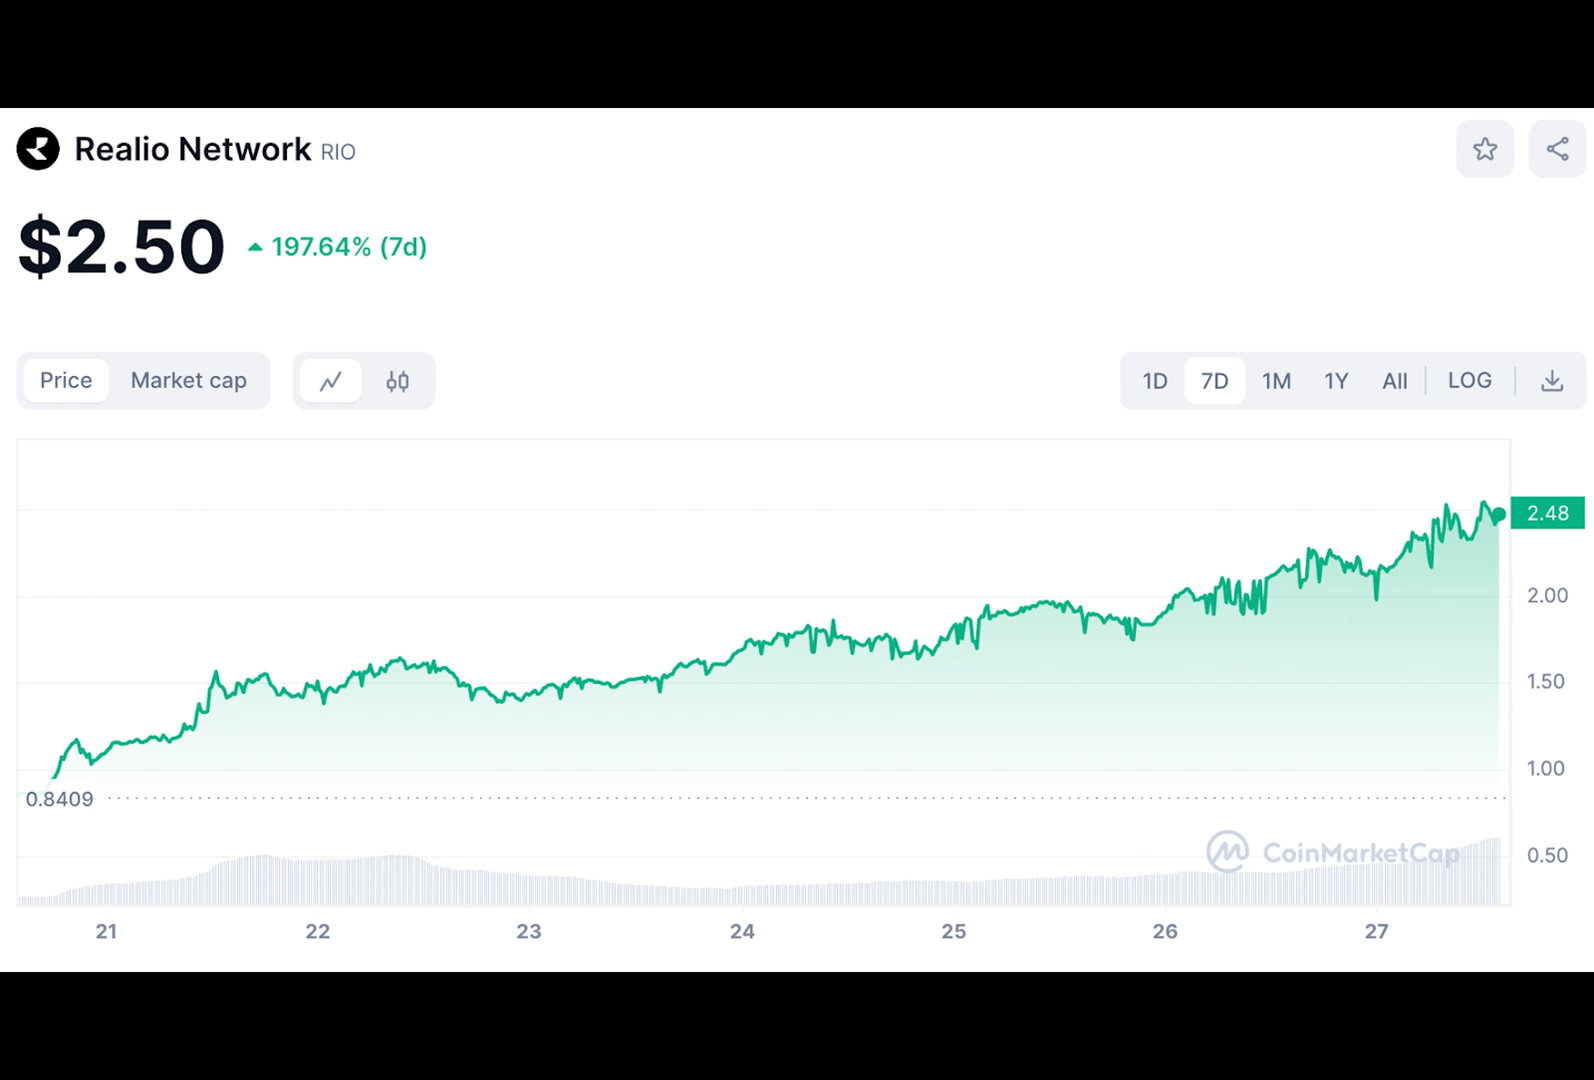 Realio Network RIO
$2.50 197.64% (7d)
Price Market cap 1D 7D 1M 1Y All LOG
2.48
2.00
1.50
1.00
0.8409
CoinMarketCap
0.50
21 22 23 24 25 26 27